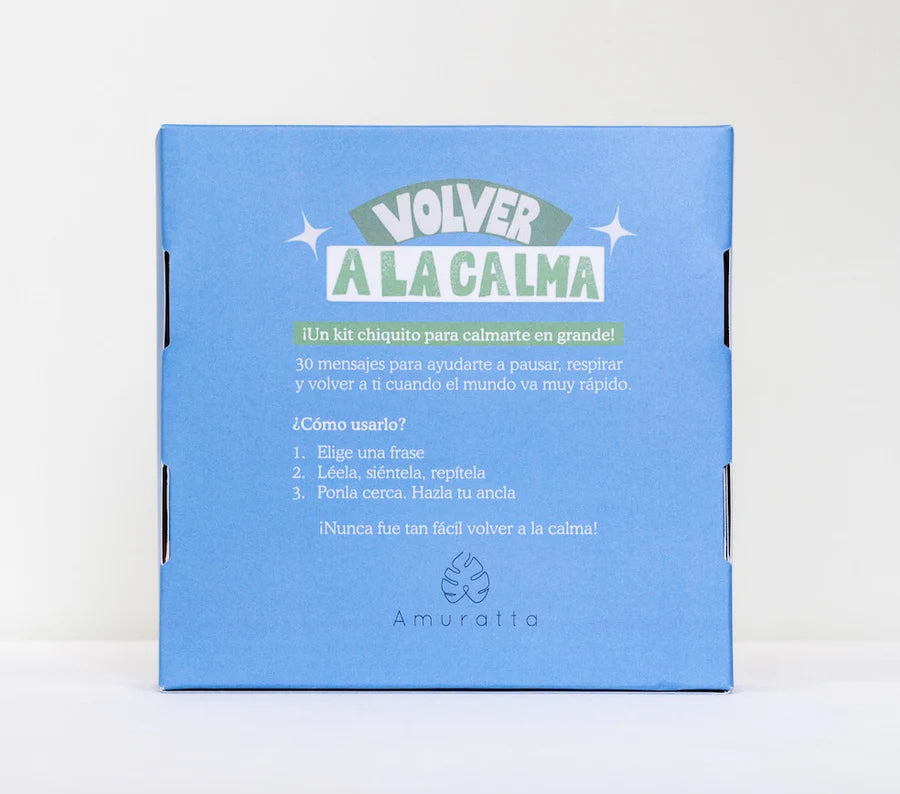 VOLVER
A LA CALMA
¡Un kit chiquito para calmarte en grande!
30 mensajes para ayudarte a pausar, respirar
y volver a ti cuando el mundo va muy rápido.
¿Cómo usarlo?
1. Elige una frase
2. Léela, siéntela, repítela
3. Ponla cerca. Hazla tu ancla
¡Nunca fue tan fácil volver a la calma!
Amuratta